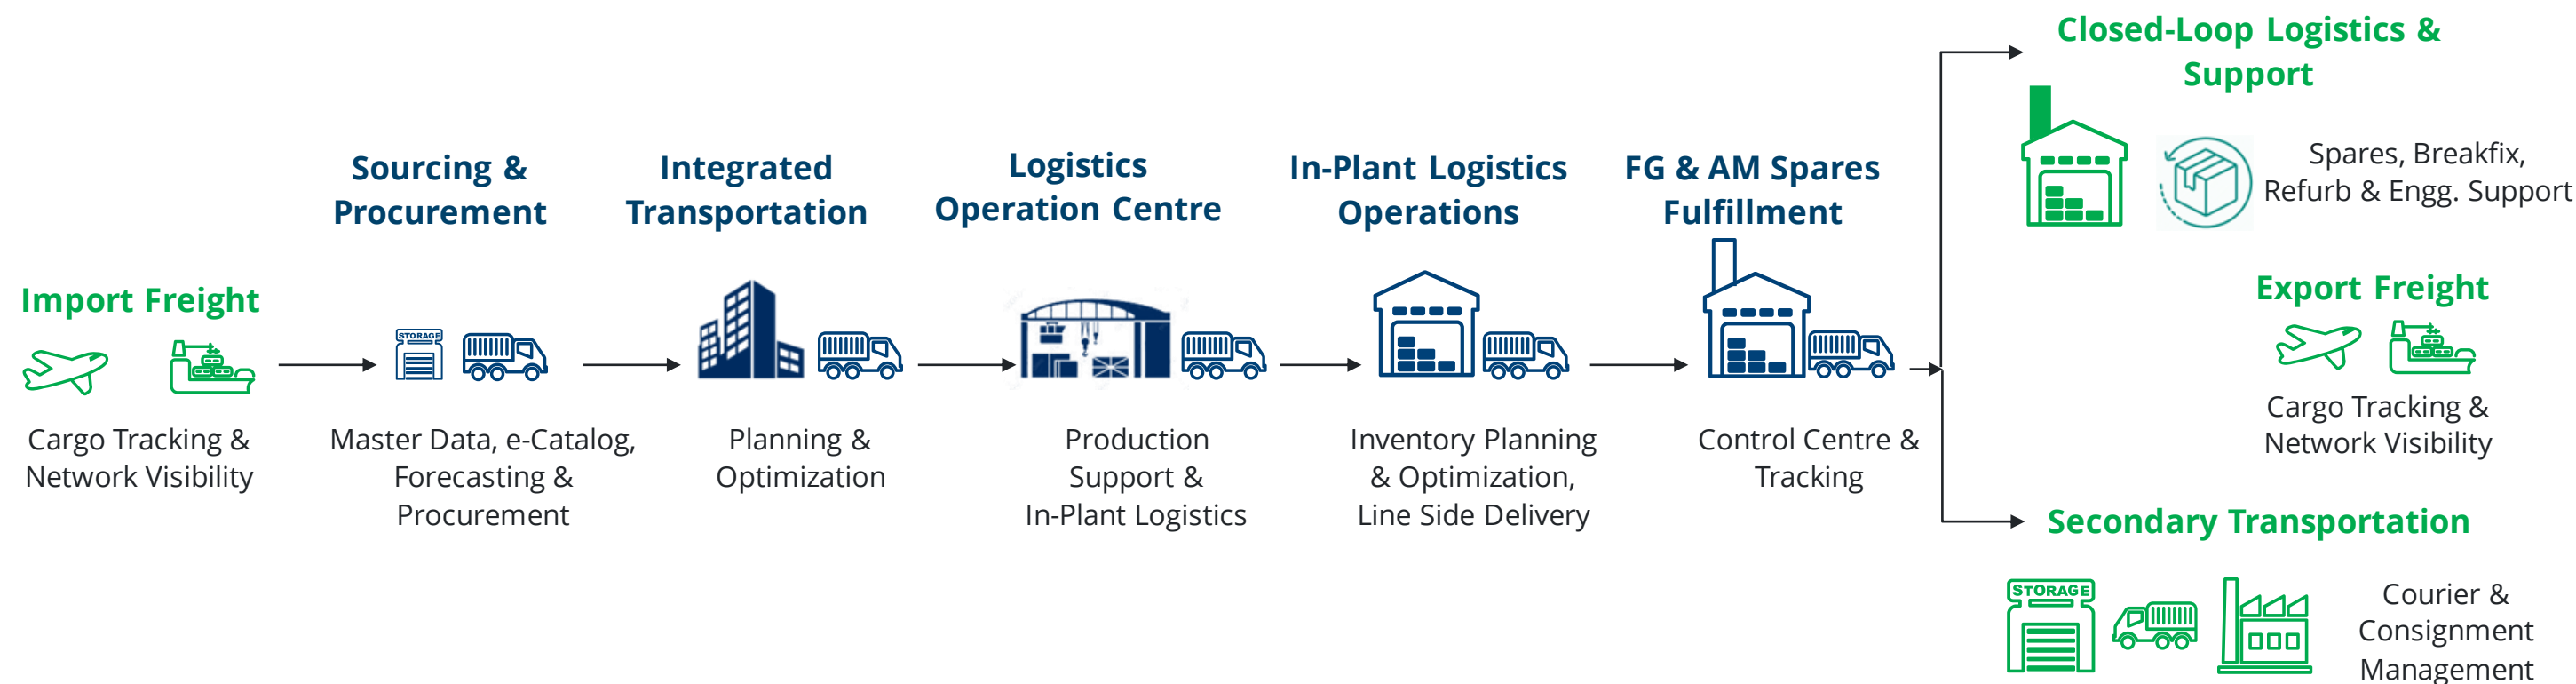 Import Freight
Cargo Tracking &
Network Visibility
Sourcing &
Procurement
STORAGE
Master Data, e-Catalog,
Forecasting &
Procurement
Integrated
Transportation
Planning &
Optimization
Logistics
Operation Centre
Production
Support &
In-Plant Logistics
In-Plant Logistics
Operations
Inventory Planning
& Optimization,
Line Side Delivery
FG & AM Spares
Fulfillment
Control Centre &
Tracking
Closed-Loop Logistics &
Support
Spares, Breakfix,
Refurb & Engg. Support
Export Freight
Cargo Tracking &
Network Visibility
Secondary Transportation
STORAGE
Courier &
Consignment
Management